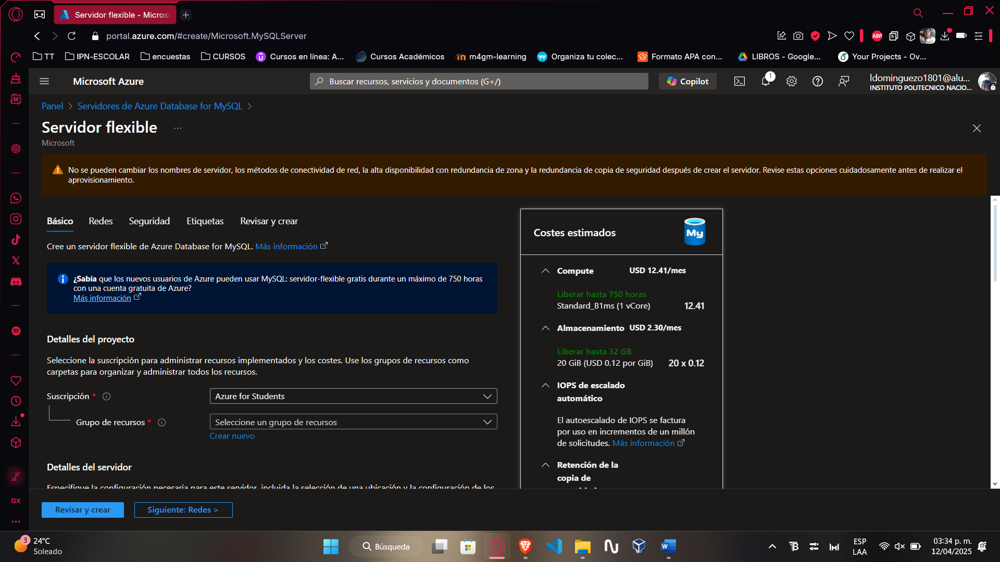 Servidor flexible - Micros
portal.azure.com/#create/Microsoft.MySQLServer
ABP
TT
IPN-ESCOLAR
encuestas
CURSOS
Cursos en línea: A...
Cursos Académicos
m4gm-learning
Organiza tu colec...
Formato APA con...
LIBROS - Google...
Your Projects - Ov...
Microsoft Azure
Buscar recursos, servicios y documentos (G+/)
Copilot
1
ldominguezo1801@alu...
INSTITUTO POLITECNICO NACIO...
Panel > Servidores de Azure Database for MySQL >
Servidor flexible ...
Microsoft
No se pueden cambiar los nombres de servidor, los métodos de conectividad de red, la alta disponibilidad con redundancia de zona y la redundancia de copia de seguridad después de crear el servidor. Revise estas opciones cuidadosamente antes de realizar el
aprovisionamiento.
Básico
Redes
Seguridad
Etiquetas
Revisar y crear
Cree un servidor flexible de Azure Database for MySQL. Más información
¿Sabía que los nuevos usuarios de Azure pueden usar MySQL: servidor-flexible gratis durante un máximo de 750 horas
con una cuenta gratuita de Azure?
Más información
Detalles del proyecto
Seleccione la suscripción para administrar recursos implementados y los costes. Use los grupos de recursos como
carpetas para organizar y administrar todos los recursos.
Suscripción *
Azure for Students
Grupo de recursos *
Seleccione un grupo de recursos
Crear nuevo
Detalles del servidor
Especifique la configuración necesaria para este servidor, incluida la selección de una ubicación y la configuración de los
Costes estimados
My
Compute
USD 12.41/mes
Liberar hasta 750 horas
Standard_B1ms (1 vCore)
12.41
Almacenamiento
USD 2.30/mes
Liberar hasta 32 GB
20 GiB (USD 0.12 por GiB)
20 x 0.12
IOPS de escalado
automático
El autoescalado de IOPS se factura
por uso en incrementos de un millón
de solicitudes. Más información
Retención de la
copia de
Revisar y crear
Siguiente: Redes >
GX
3
24°C
Soleado
Búsqueda
ESP
LAA
03:34 p. m.
12/04/2025